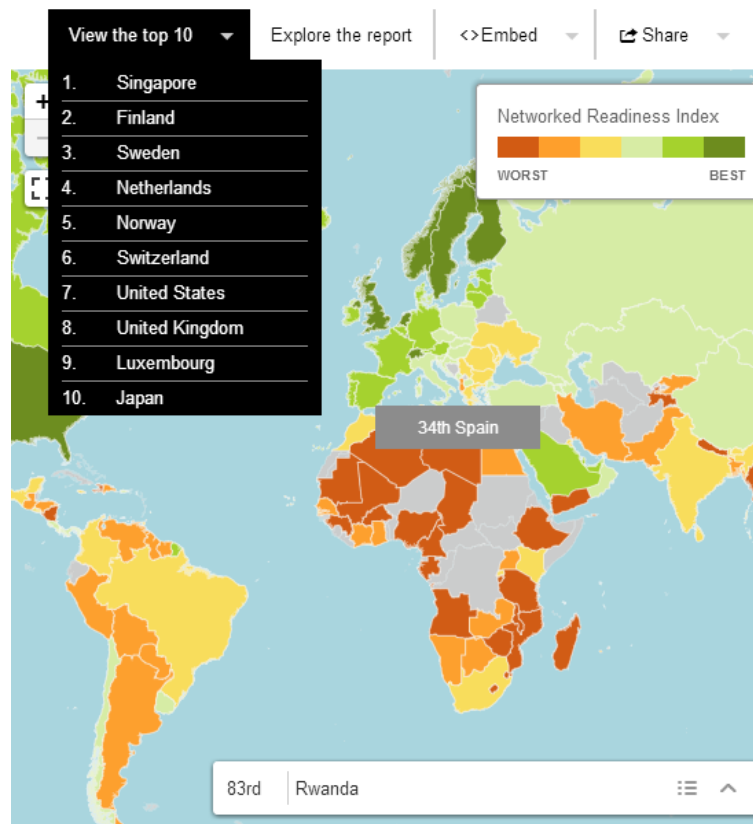 View the top 10
Explore the report
<>Embed
Share
1. Singapore
2. Finland
3. Sweden
4. Netherlands
5. Norway
6. Switzerland
7. United States
8. United Kingdom
9. Luxembourg
10. Japan
+
Networked Readiness Index
WORST BEST
34th Spain
83rd Rwanda